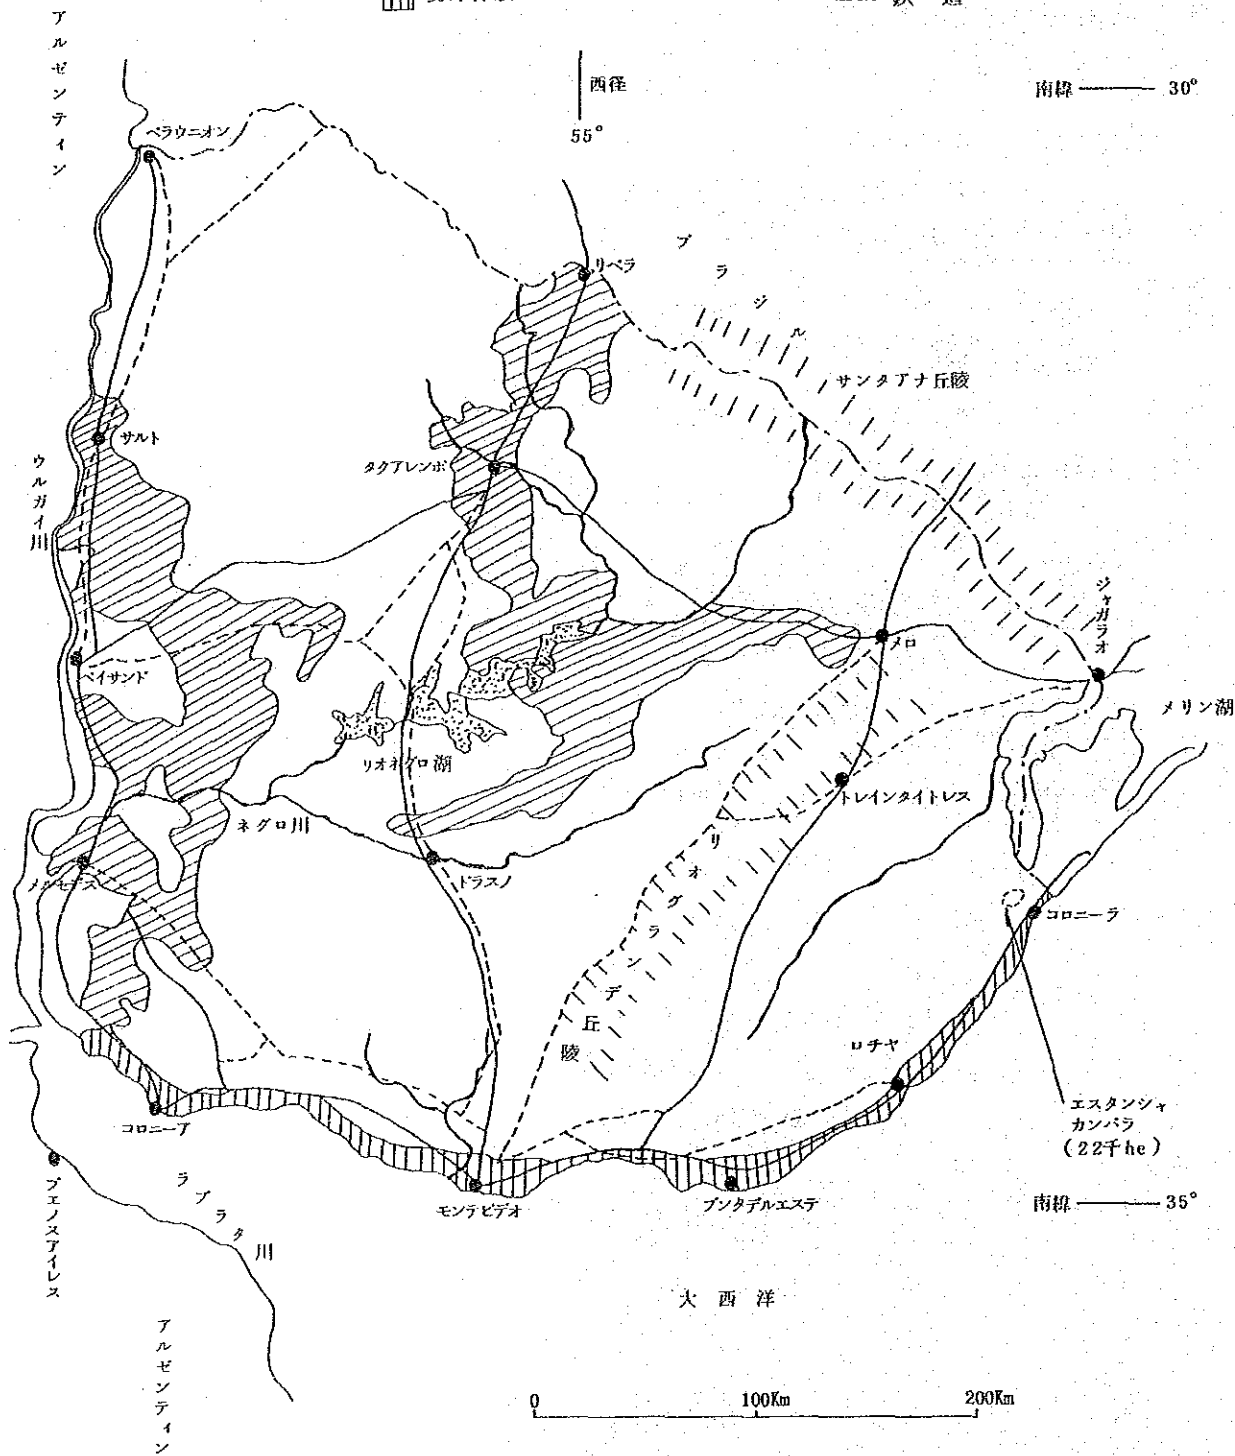 鉄道
アルゼンティン
西径
55°
南緯 30°
ベラウニオン
ブラジル
リベラ
サンタアナ丘陵
サルト
タクアレンボ
ウルガイ川
ジャガラオ
メロ
ペイサンド
メリン湖
リオネグロ湖
トレインタイトレス
ネグロ川
メルセデス
ドラスノ
リオグランデ丘陵
コロニーラ
ロチャ
エスタンシャ
カンバラ
(22千he)
コロニーア
モンテビデオ
プンタデルエステ
南緯 35°
ブェノスアイレス
ラプラタ川
大西洋
アルゼンティン
0 100Km 200Km